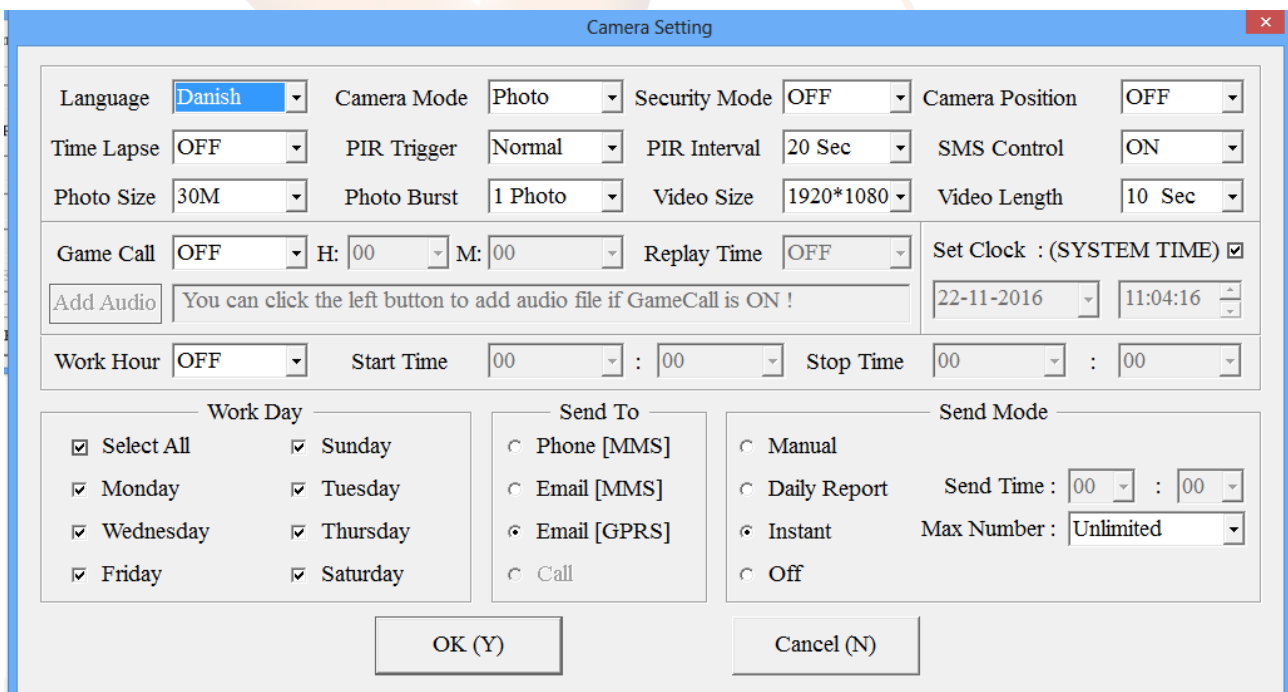 Camera Setting
Language Danish Camera Mode Photo Security Mode OFF Camera Position OFF
Time Lapse OFF PIR Trigger Normal PIR Interval 20 Sec SMS Control ON
Photo Size 30M Photo Burst 1 Photo Video Size 1920*1080 Video Length 10 Sec
Game Call OFF H: 00 M: 00 Replay Time OFF Set Clock : (SYSTEM TIME)
Add Audio You can click the left button to add audio file if GameCall is ON ! 22-11-2016 11:04:16
Work Hour OFF Start Time 00 : 00 Stop Time 00 : 00
Work Day
Select All Sunday
Monday Tuesday
Wednesday Thursday
Friday Saturday
Send To
Phone [MMS]
Email [MMS]
Email [GPRS]
Call
Send Mode
Manual
Daily Report Send Time : 00 : 00
Instant Max Number : Unlimited
Off
OK (Y) Cancel (N)